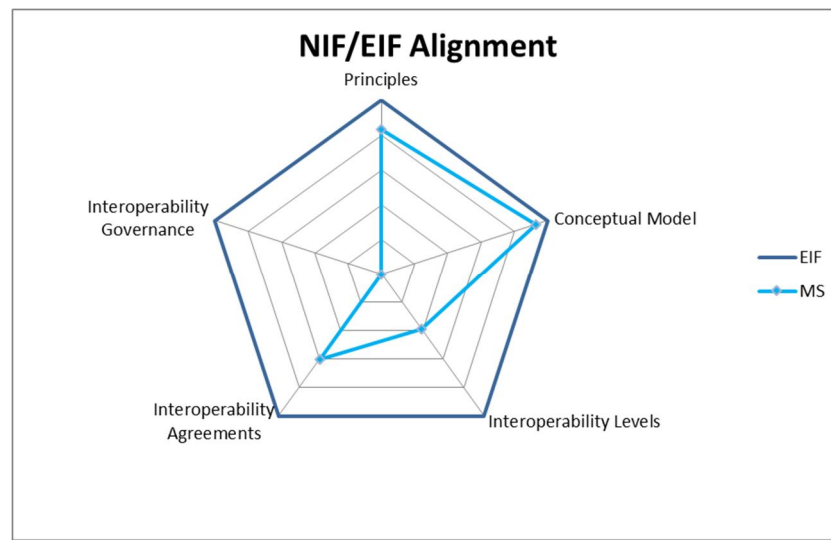 NIF/EIF Alignment
Principles
Interoperability
Governance
Conceptual Model
EIF
MS
Interoperability
Agreements
Interoperability Levels